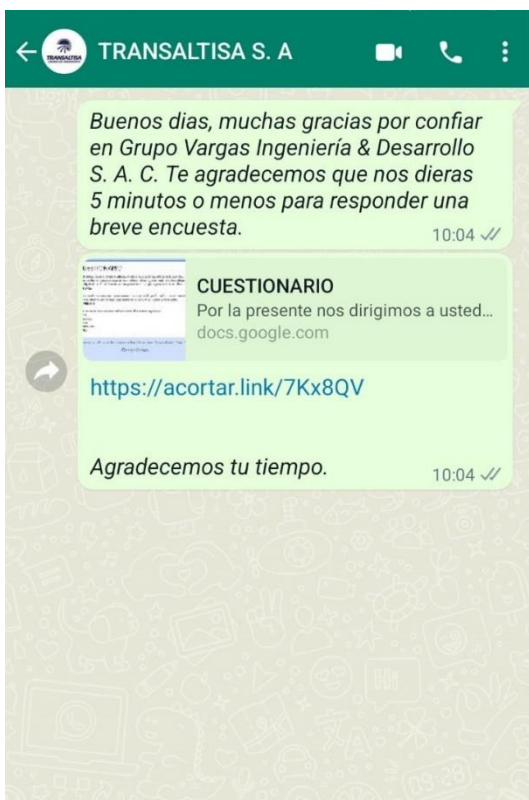 TRANSALTISA S. A
TRANSALTISA
Buenos dias, muchas gracias por confiar
en Grupo Vargas Ingeniería & Desarrollo
S. A. C. Te agradecemos que nos dieras
5 minutos o menos para responder una
breve encuesta.
10:04
CUESTIONARIO
Por la presente nos dirigimos a usted...
docs.google.com
https://acortar.link/7Kx8QV
Agradecemos tu tiempo.
10:04